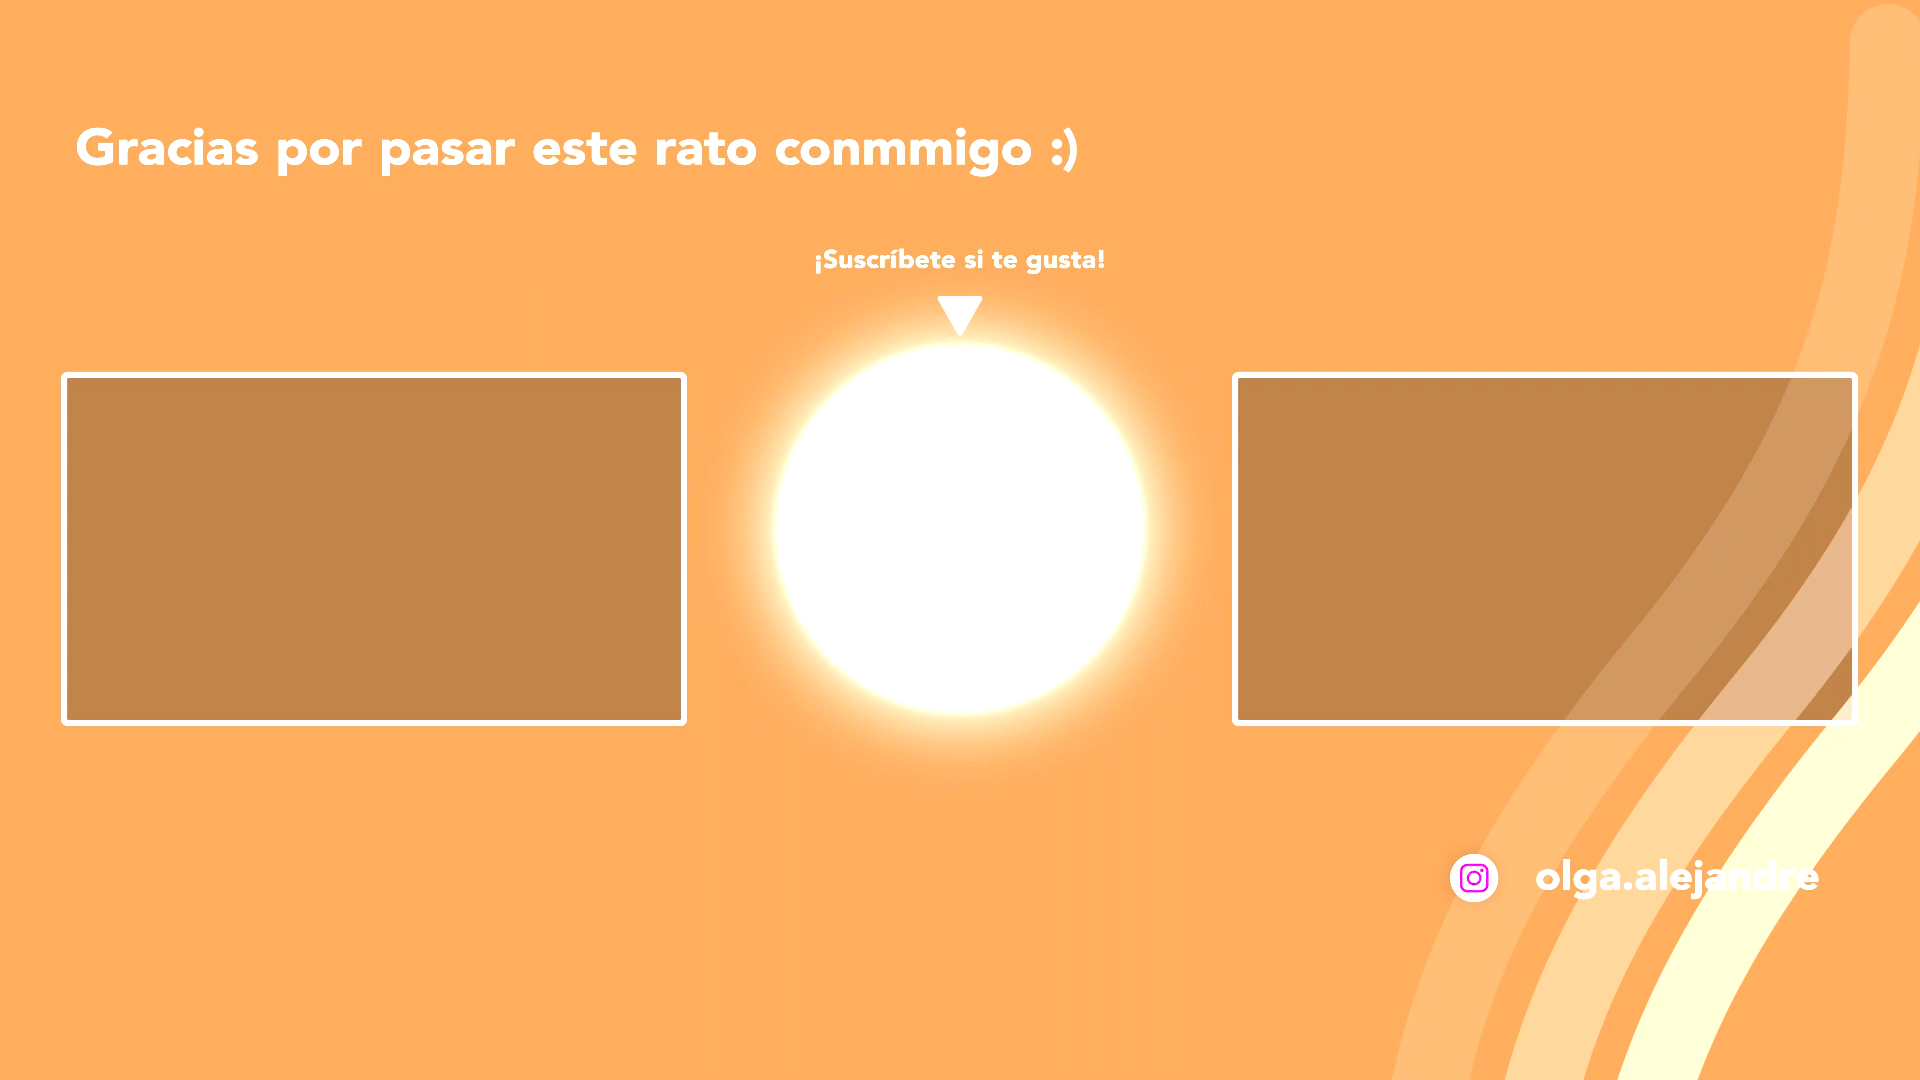 Gracias por pasar este rato conmmigo :)
¡Suscríbete si te gusta!
olga.alejandre